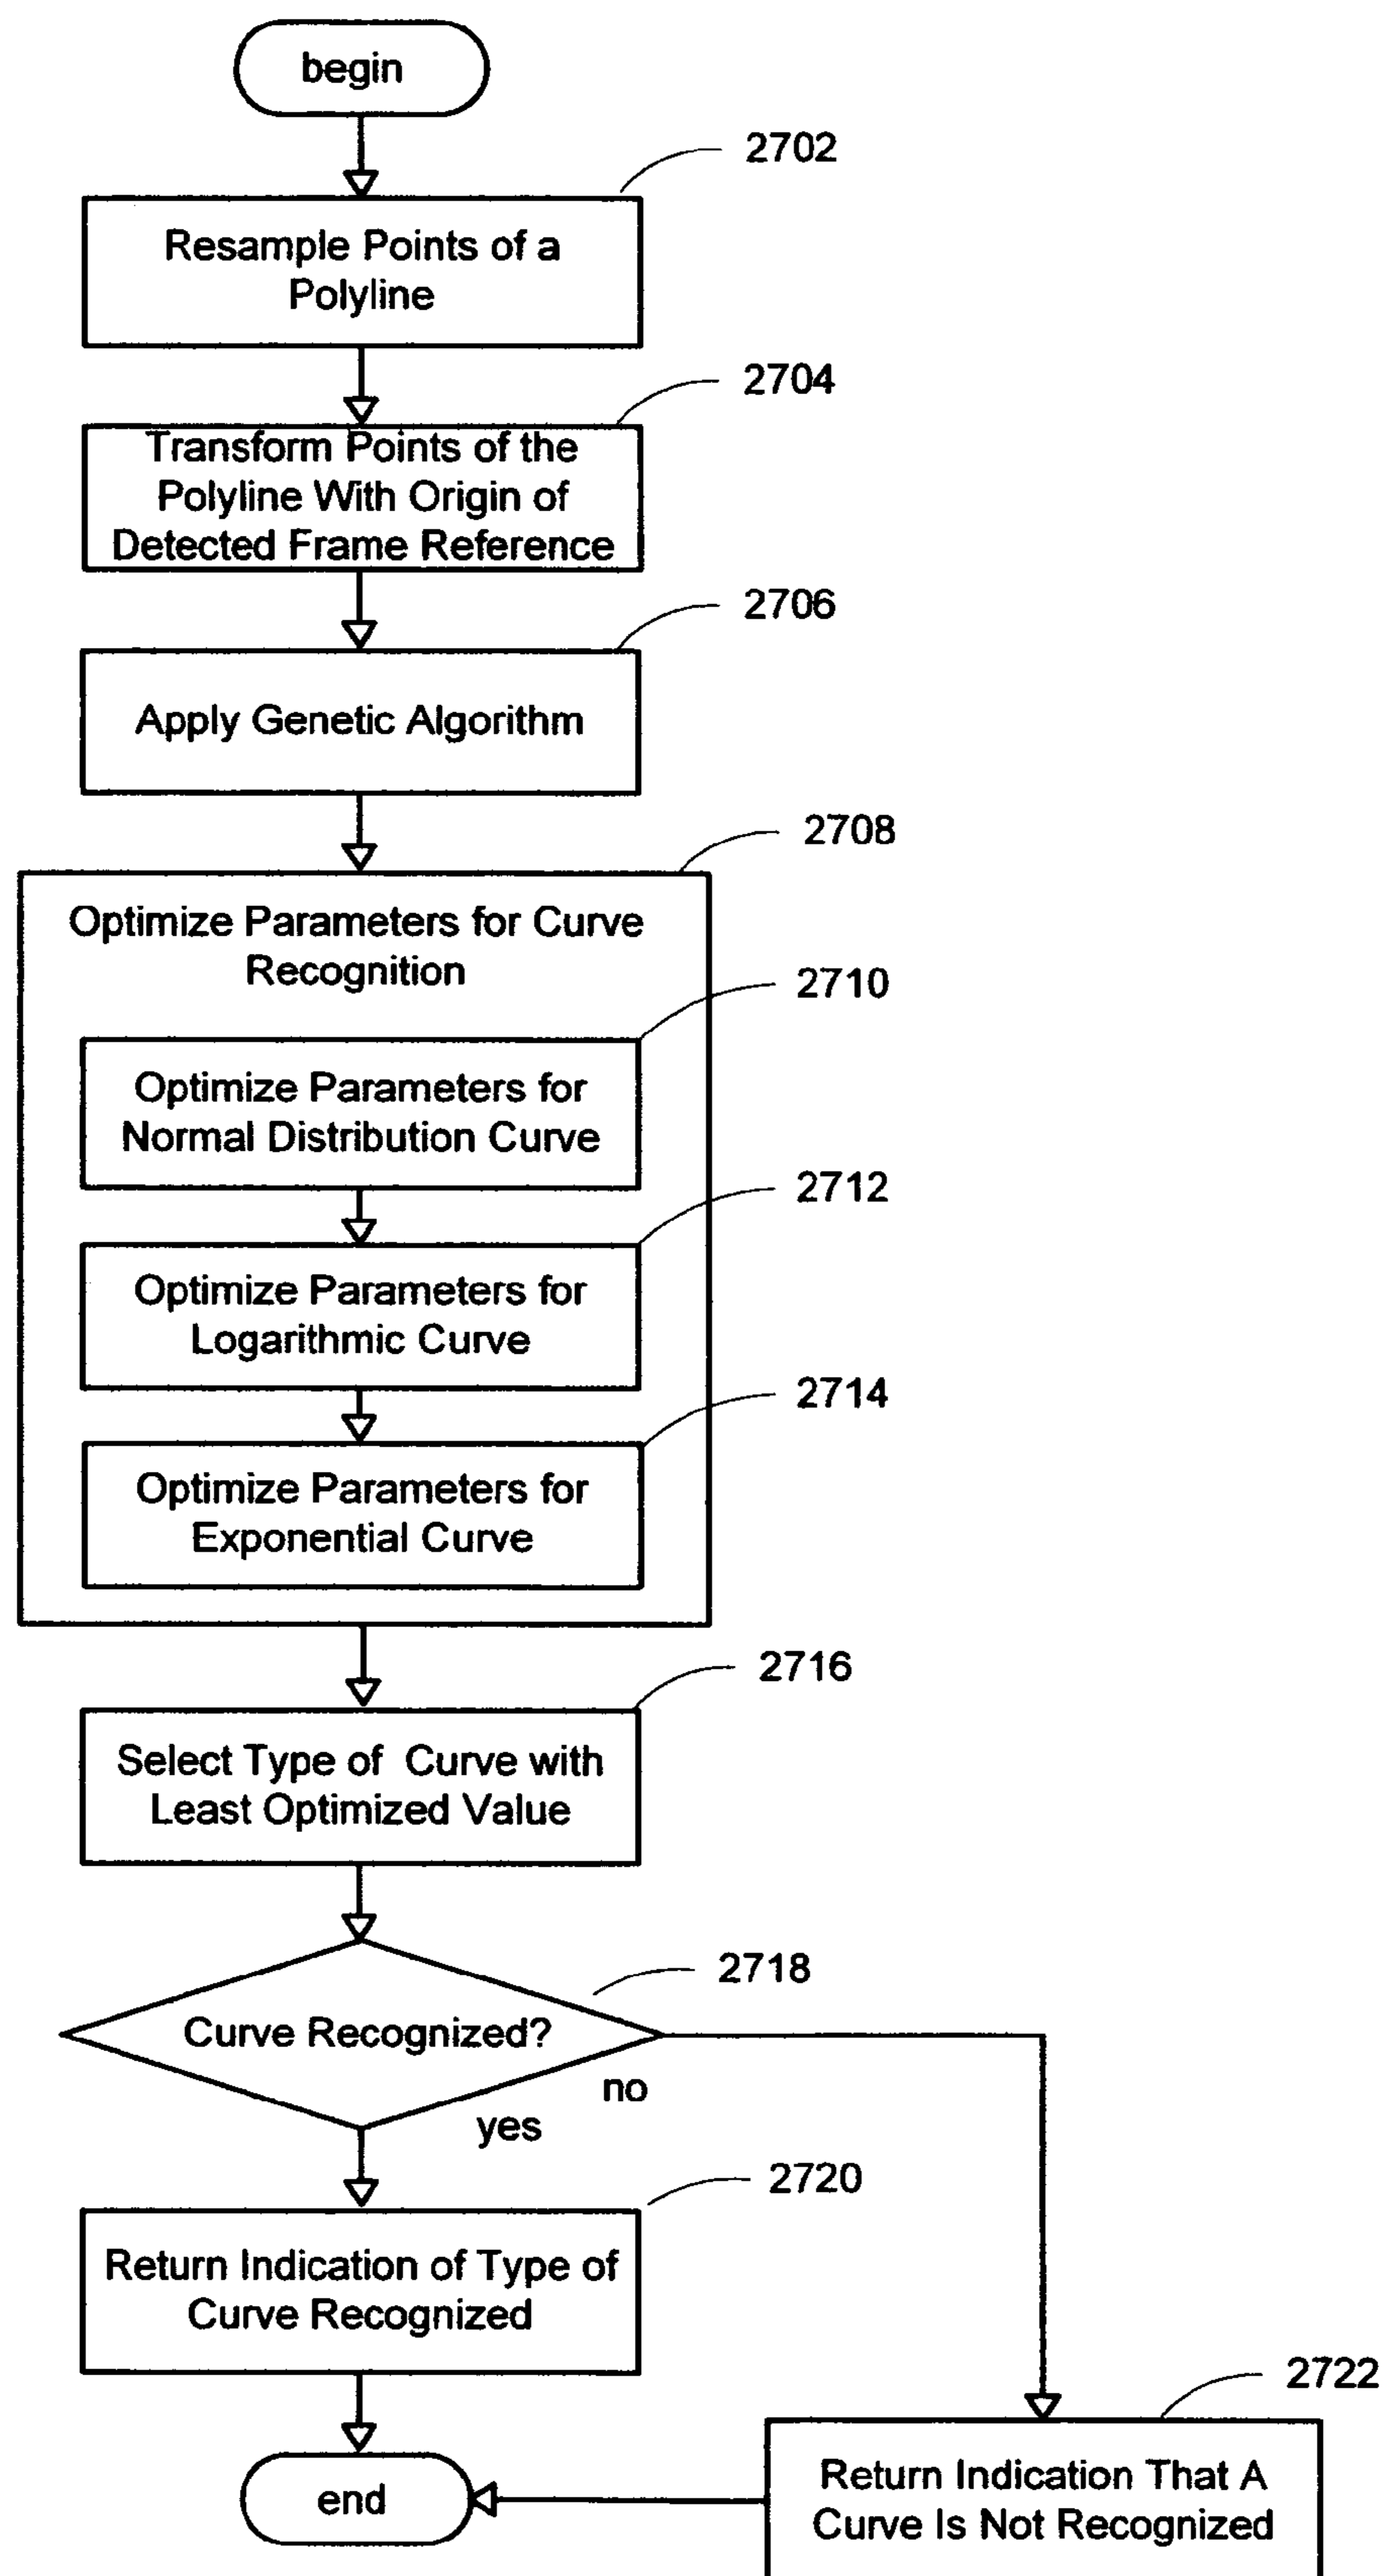 begin
2702
Resample Points of a
Polyline
2704
Transform Points of the
Polyline With Origin of
Detected Frame Reference
2706
Apply Genetic Algorithm
2708
Optimize Parameters for Curve
Recognition
2710
Optimize Parameters for
Normal Distribution Curve
2712
Optimize Parameters for
Logarithmic Curve
2714
Optimize Parameters for
Exponential Curve
2716
Select Type of Curve with
Least Optimized Value
2718
Curve Recognized?
no
yes
2720
Return Indication of Type of
Curve Recognized
2722
Return Indication That A
Curve Is Not Recognized
end